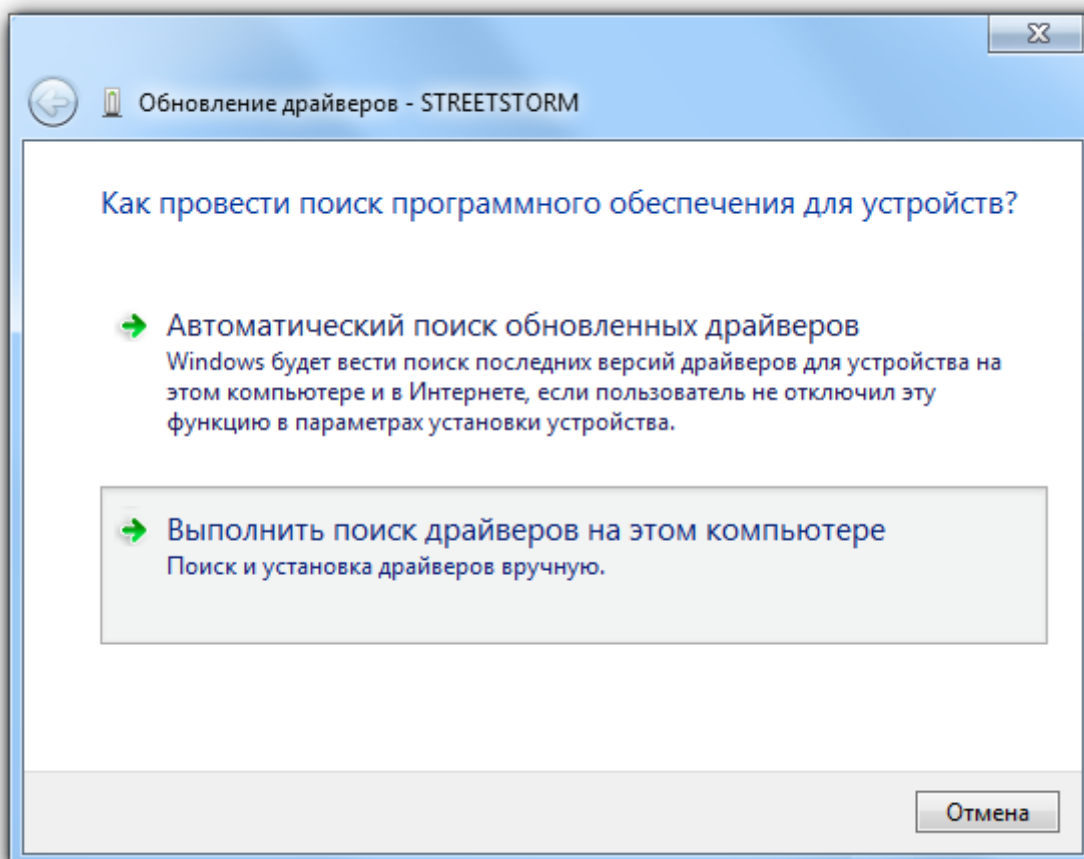 Обновление драйверов - STREETSTORM
Как провести поиск программного обеспечения для устройств?
Автоматический поиск обновленных драйверов
Windows будет вести поиск последних версий драйверов для устройства на
этом компьютере и в Интернете, если пользователь не отключил эту
функцию в параметрах установки устройства.
Выполнить поиск драйверов на этом компьютере
Поиск и установка драйверов вручную.
Отмена